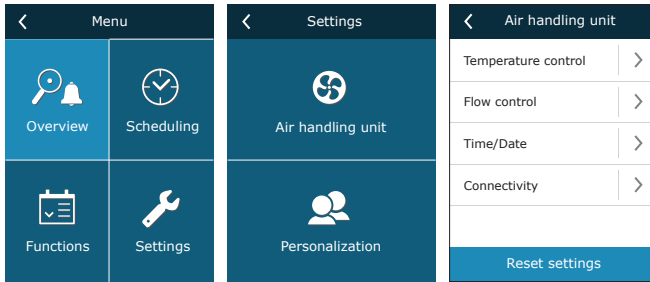 Menu
Overview
Scheduling
Functions
Settings
Settings
Air handling unit
Personalization
Air handling unit
Temperature control
Flow control
Time/Date
Connectivity
Reset settings